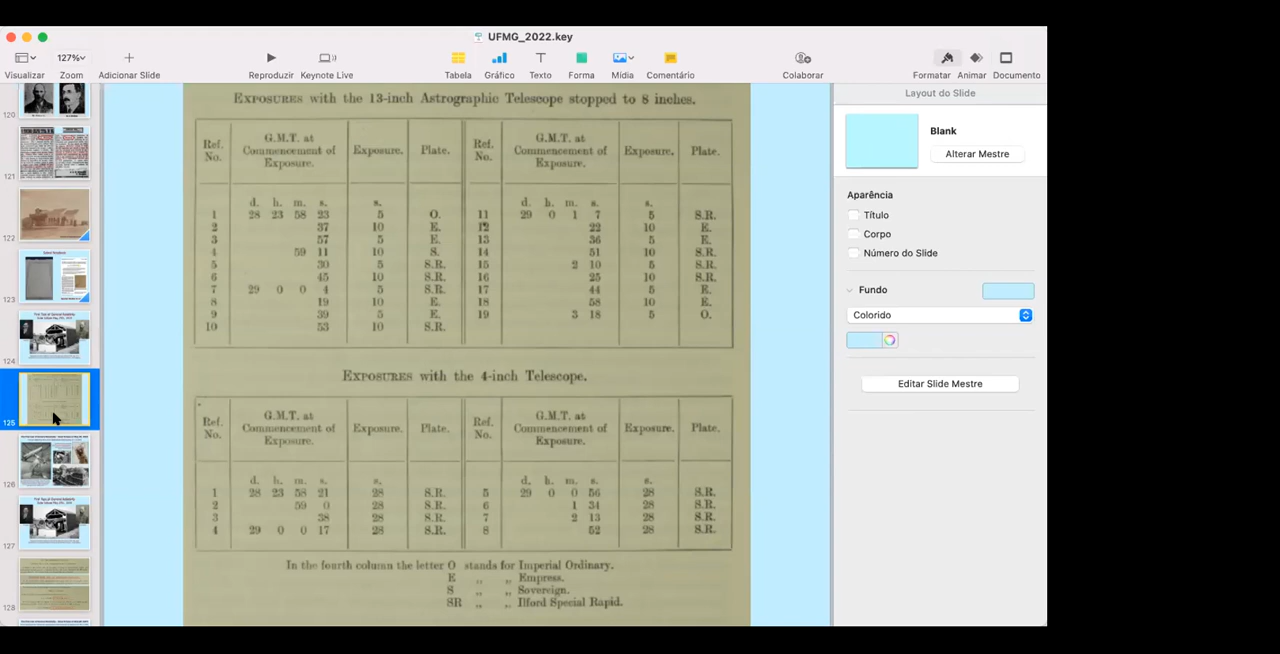 UFMG_2022.key
127%
Visualizar Zoom Adicionar Slide Reproduzir Keynote Live Tabela Gráfico Texto Forma Mídia Comentário Colaborar Formatar Animar Documento
120
121
122
123
124
125
126
127
128
EXPOSURES with the 13-inch Astrographic Telescope stopped to 8 inches.
Ref. No. G.M.T. at Commencement of Exposure. Exposure. Plate. Ref. No. G.M.T. at Commencement of Exposure. Exposure. Plate.
d. h. m. s. s. d. h. m. s. s.
1 28 23 58 23 5 O. 11 29 0 1 7 5 S.R.
2 37 10 E. 12 22 10 E.
3 57 5 E. 13 36 5 E.
4 59 11 10 S. 14 51 10 S.R.
5 30 5 S.R. 15 2 10 5 S.R.
6 45 10 S.R. 16 25 10 S.R.
7 29 0 0 4 5 S.R. 17 44 5 E.
8 19 10 E. 18 58 10 E.
9 39 5 E. 19 3 18 5 O.
10 53 10 S.R.
EXPOSURES with the 4-inch Telescope.
Ref. No. G.M.T. at Commencement of Exposure. Exposure. Plate. Ref. No. G.M.T. at Commencement of Exposure. Exposure. Plate.
d. h. m. s. s. d. h. m. s. s.
1 28 23 58 21 28 S.R. 5 29 0 0 56 28 S.R.
2 59 0 28 S.R. 6 1 34 28 S.R.
3 38 28 S.R. 7 2 13 28 S.R.
4 29 0 0 17 28 S.R. 8 52 28 S.R.
In the fourth column the letter O stands for Imperial Ordinary.
E ,, ,, Empress.
S ,, ,, Sovereign.
SR ,, ,, Ilford Special Rapid.
Layout do Slide
Blank
Alterar Mestre
Aparência
Título
Corpo
Número do Slide
Fundo
Colorido
Editar Slide Mestre